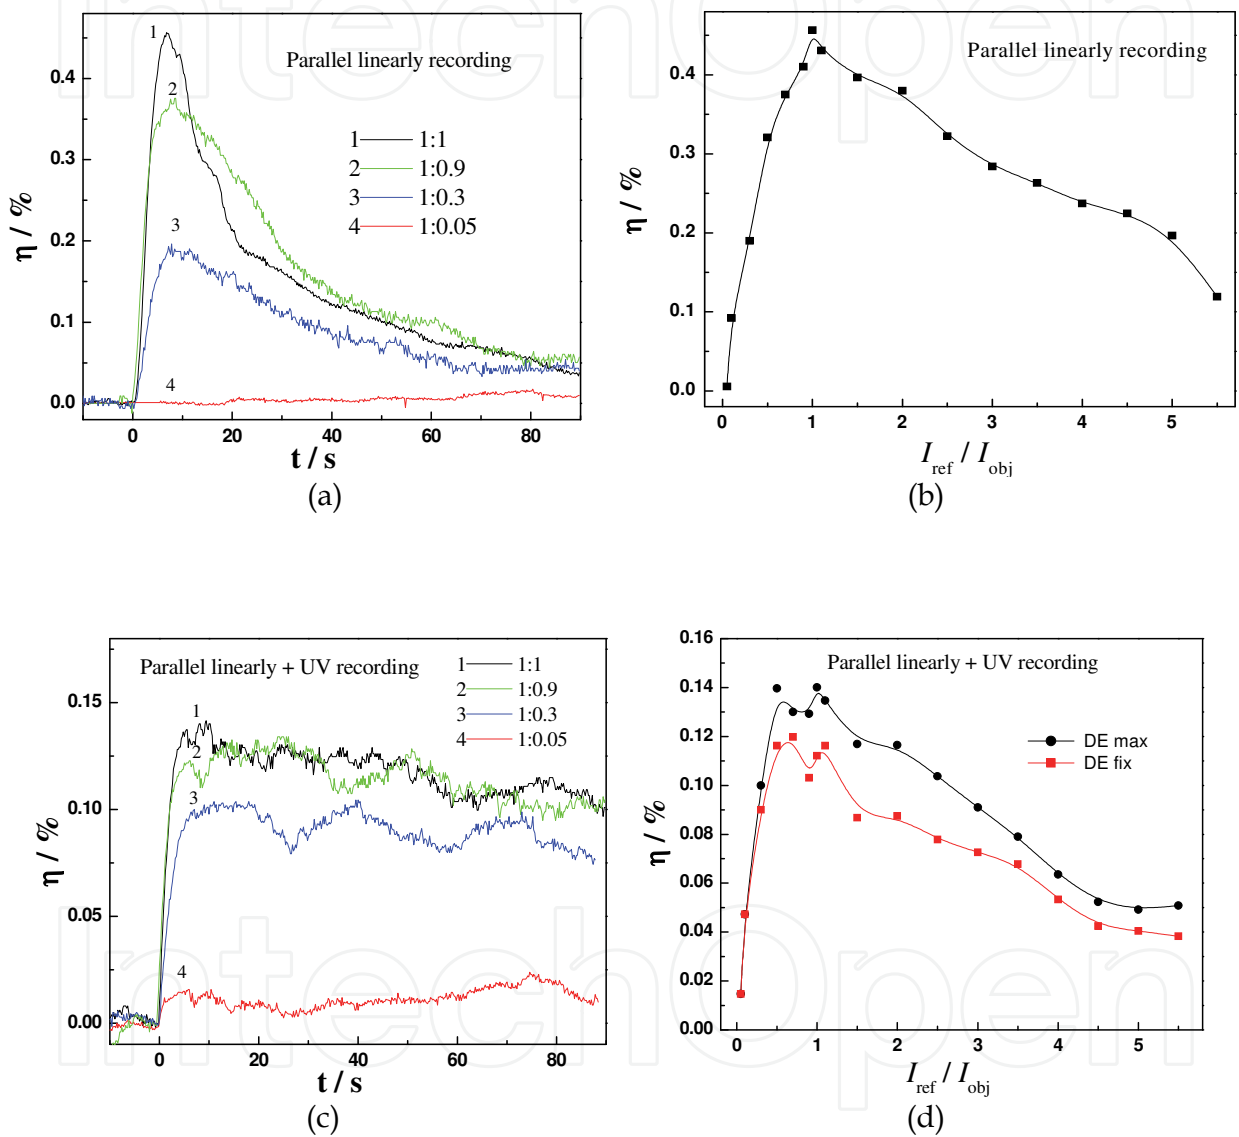 IntechOpen
1
2
3
4
Parallel linearly recording
1 1:1
2 1:0.9
3 1:0.3
4 1:0.05
0.4
0.3
0.2
0.1
0.0
η / %
0 20 40 60 80
t / s
(a)
Parallel linearly recording
0.4
0.3
0.2
0.1
0.0
η / %
0 1 2 3 4 5
I_ref / I_obj
(b)
Parallel linearly + UV recording
1 1:1
2 1:0.9
3 1:0.3
4 1:0.05
1
2
3
4
0.15
0.10
0.05
0.00
η / %
0 20 40 60 80
t / s
(c)
Parallel linearly + UV recording
DE max
DE fix
0.16
0.14
0.12
0.10
0.08
0.06
0.04
0.02
0.00
η / %
0 1 2 3 4 5
I_ref / I_obj
(d)
IntechOpen